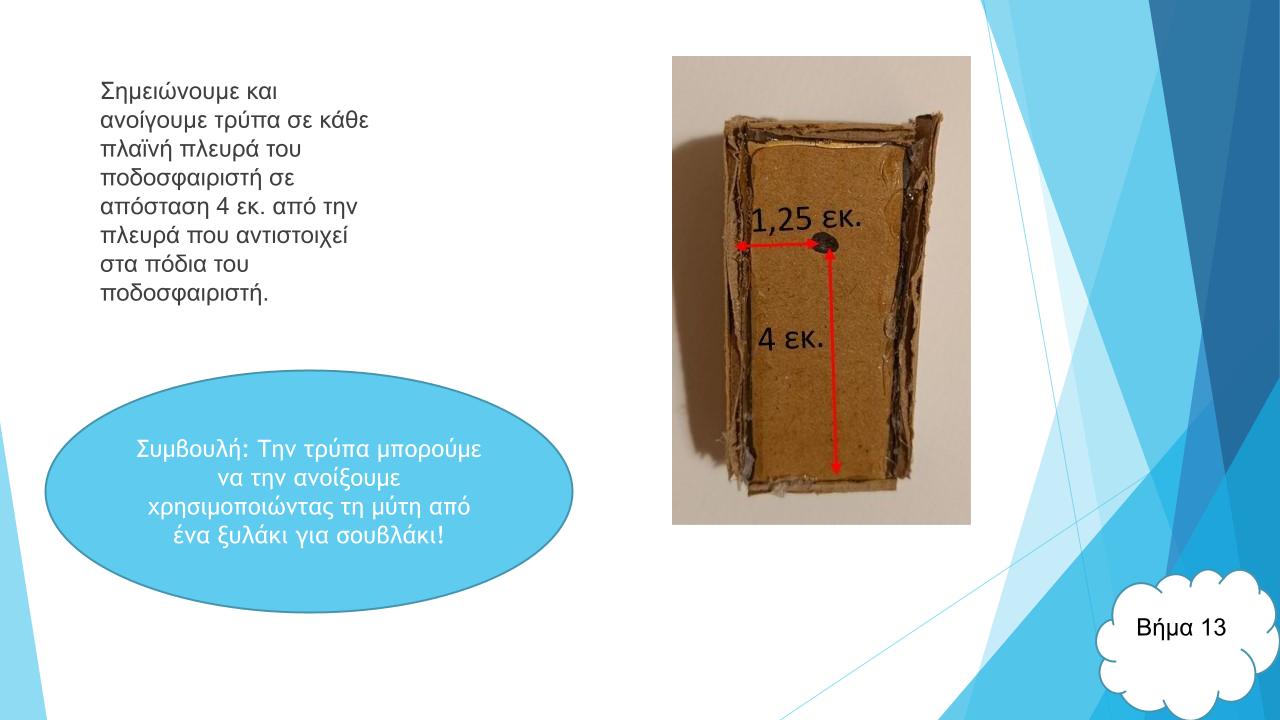 Σημειώνουμε και
ανοίγουμε τρύπα σε κάθε
πλαϊνή πλευρά του
ποδοσφαιριστή σε
απόσταση 4 εκ. από την
πλευρά που αντιστοιχεί
στα πόδια του
ποδοσφαιριστή.
1,25 εκ.
4 εκ.
Συμβουλή: Την τρύπα μπορούμε
να την ανοίξουμε
χρησιμοποιώντας τη μύτη από
ένα ξυλάκι για σουβλάκι!
Βήμα 13